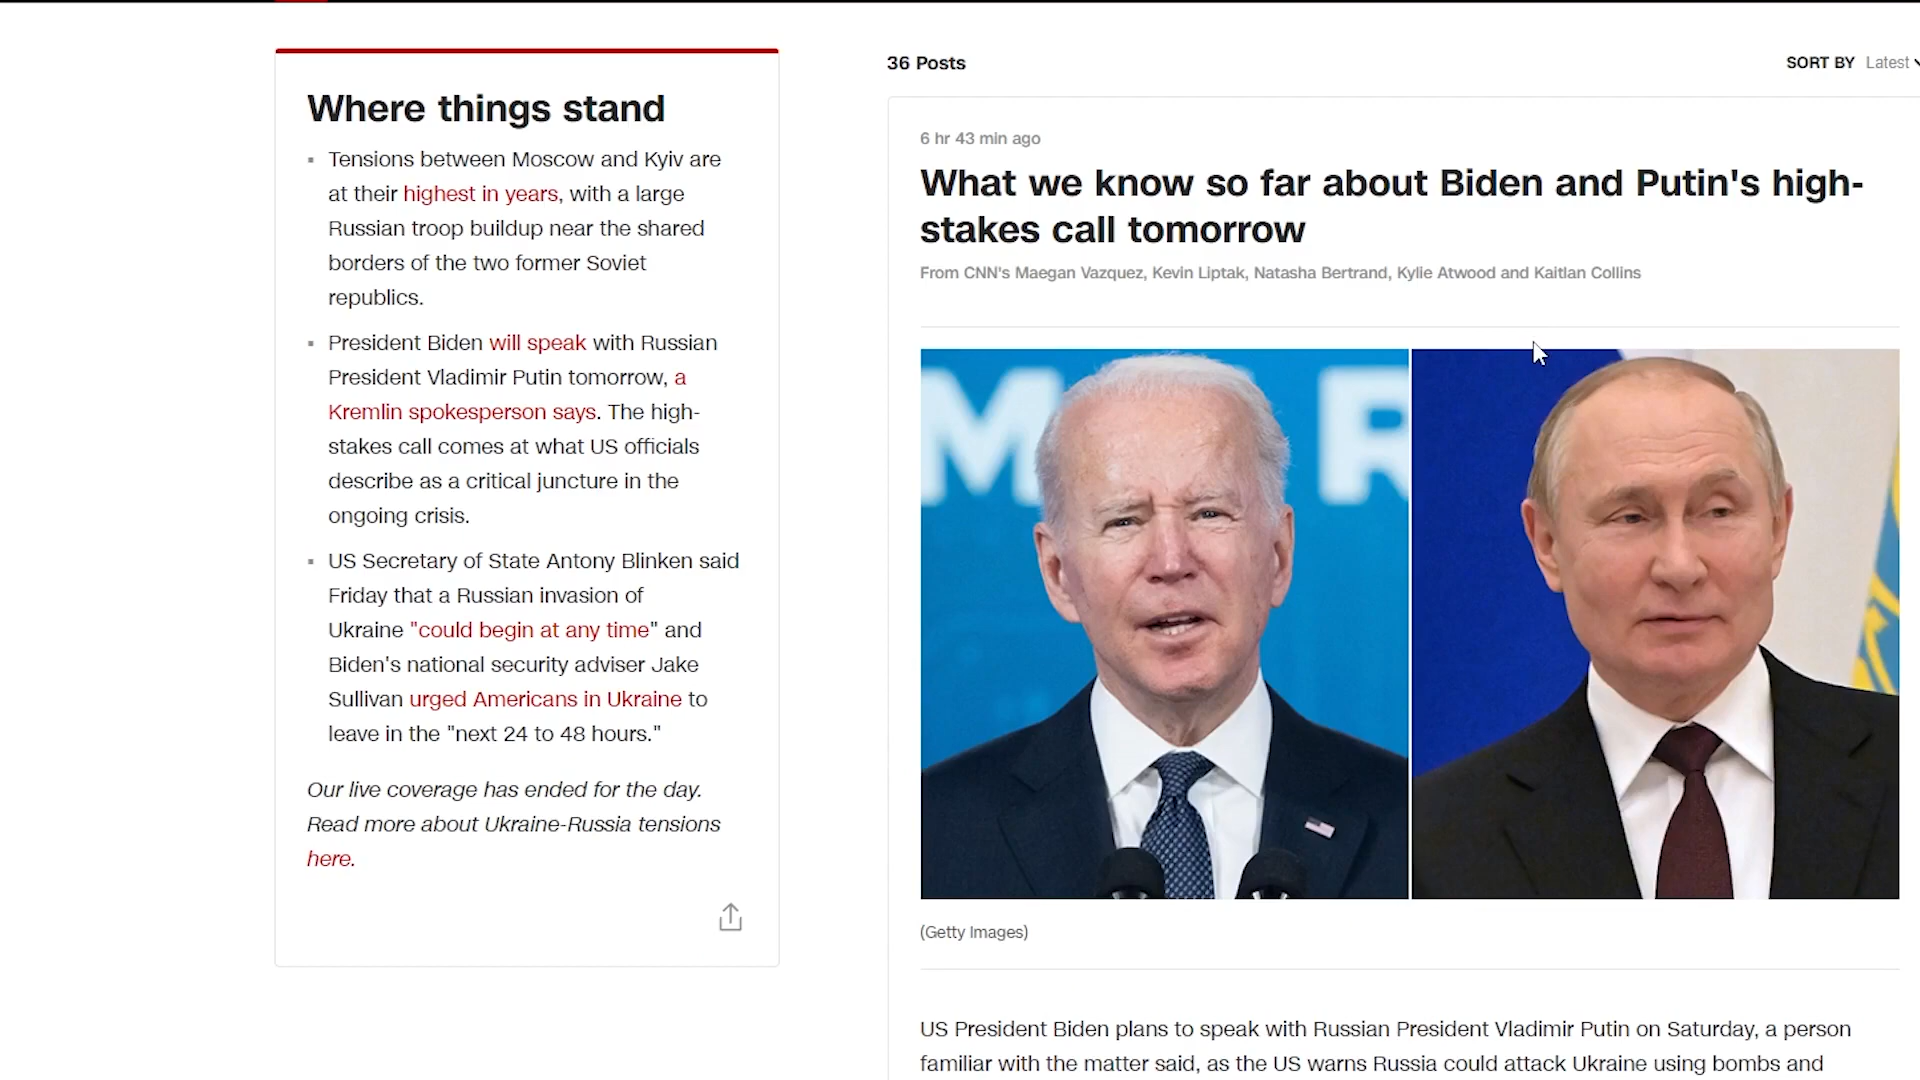 Where things stand
▪ Tensions between Moscow and Kyiv are
at their highest in years, with a large
Russian troop buildup near the shared
borders of the two former Soviet
republics.
▪ President Biden will speak with Russian
President Vladimir Putin tomorrow, a
Kremlin spokesperson says. The high-
stakes call comes at what US officials
describe as a critical juncture in the
ongoing crisis.
▪ US Secretary of State Antony Blinken said
Friday that a Russian invasion of
Ukraine "could begin at any time" and
Biden's national security adviser Jake
Sullivan urged Americans in Ukraine to
leave in the "next 24 to 48 hours."
Our live coverage has ended for the day.
Read more about Ukraine-Russia tensions
here.
36 Posts
SORT BY Latest
6 hr 43 min ago
What we know so far about Biden and Putin's high-
stakes call tomorrow
From CNN's Maegan Vazquez, Kevin Liptak, Natasha Bertrand, Kylie Atwood and Kaitlan Collins
M R
(Getty Images)
US President Biden plans to speak with Russian President Vladimir Putin on Saturday, a person
familiar with the matter said, as the US warns Russia could attack Ukraine using bombs and